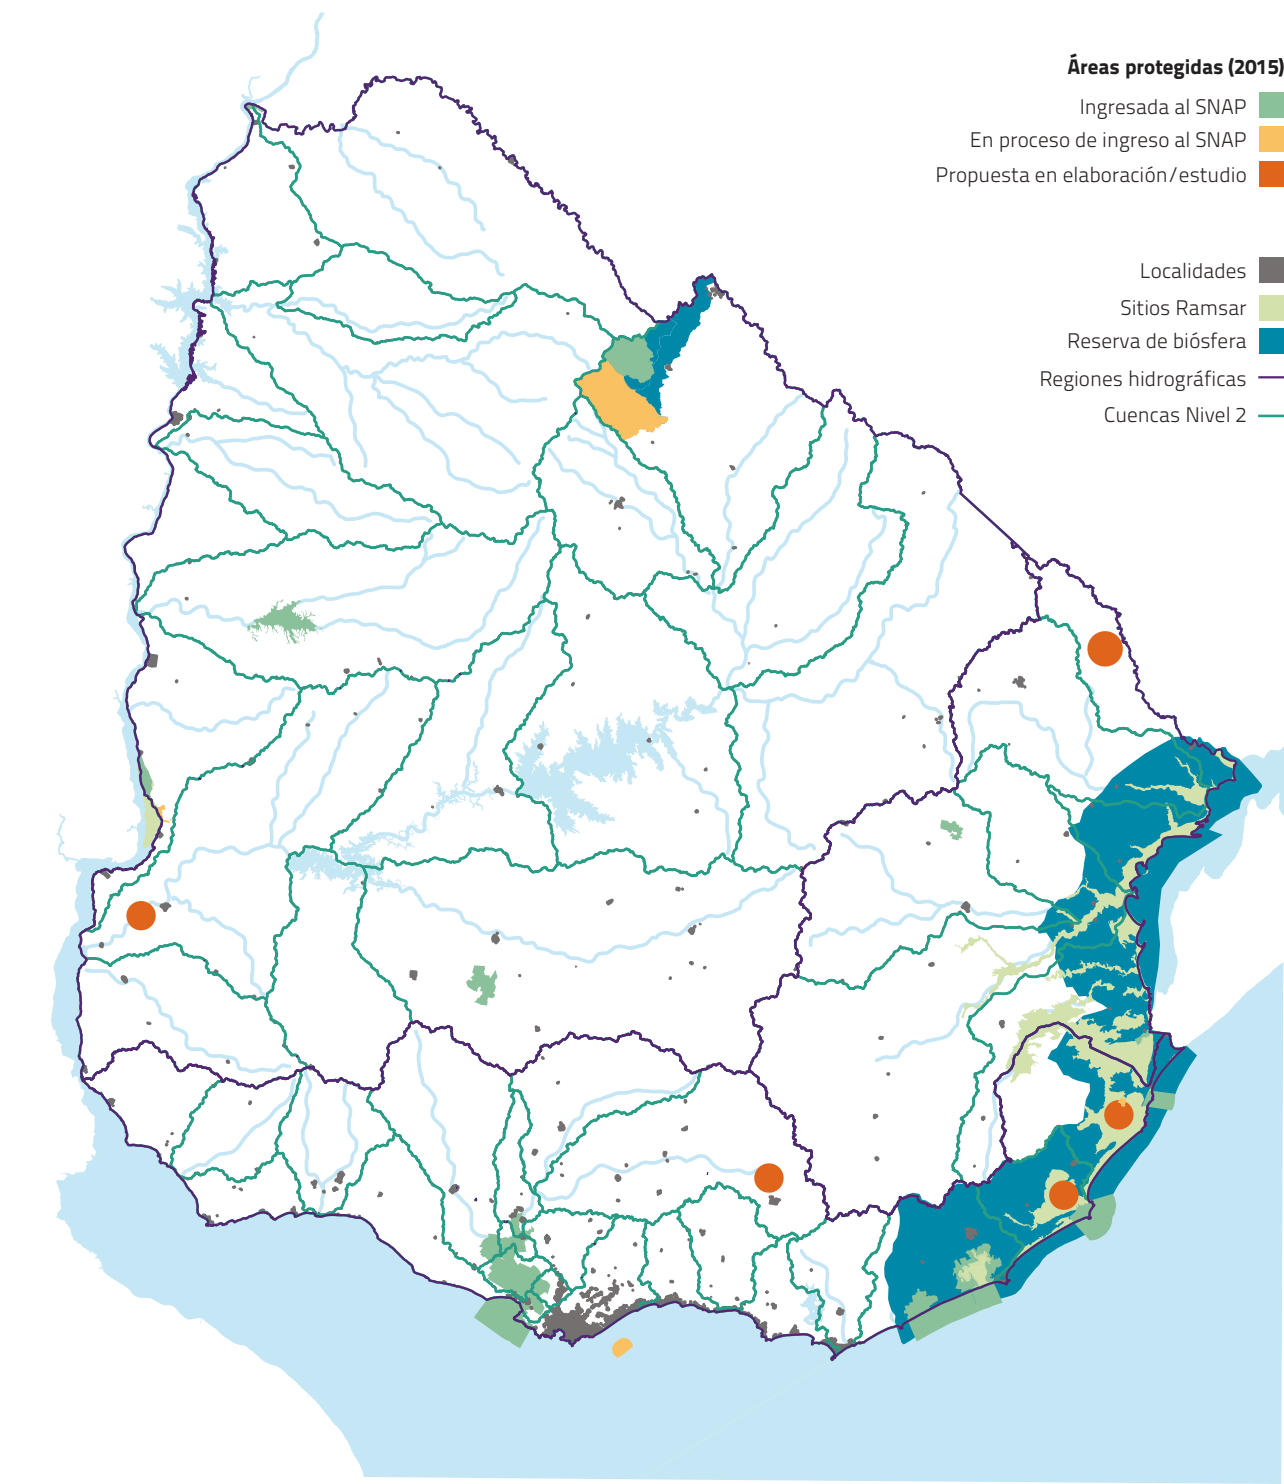 Áreas protegidas (2015)
Ingresada al SNAP
En proceso de ingreso al SNAP
Propuesta en elaboración/estudio
Localidades
Sitios Ramsar
Reserva de biósfera
Regiones hidrográficas
Cuencas Nivel 2